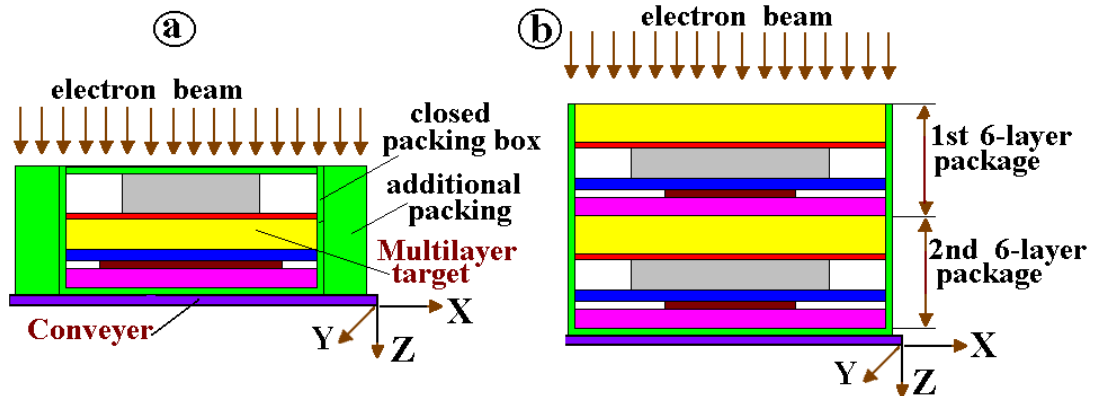 a
electron beam
closed
packing box
additional
packing
Multilayer
target
Conveyer
X
Y
Z
b
electron beam
1st 6-layer
package
2nd 6-layer
package
X
Y
Z